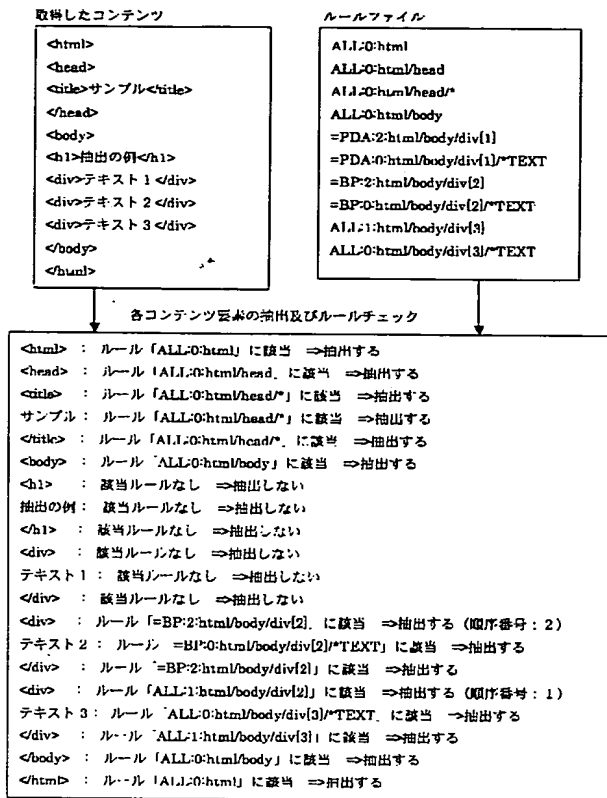 取得したコンテンツ
<html>
<head>
<title>サンプル</title>
</head>
<body>
<h1>抽出の例</h1>
<div>テキスト1</div>
<div>テキスト2</div>
<div>テキスト3</div>
</body>
</html>
ルールファイル
ALL:0:html
ALL:0:html/head
ALL:0:html/head/*
ALL:0:html/body
=PDA:2:html/body/div[1]
=PDA:0:html/body/div[1]/*TEXT
=BP:2:html/body/div[2]
=BP:0:html/body/div[2]/*TEXT
ALL:1:html/body/div[3]
ALL:0:html/body/div[3]/*TEXT
各コンテンツ要素の抽出及びルールチェック
<html> : ルール「ALL:0:html」に該当 ⇒抽出する
<head> : ルール「ALL:0:html/head」に該当 ⇒抽出する
<title> : ルール「ALL:0:html/head/*」に該当 ⇒抽出する
サンプル : ルール「ALL:0:html/head/*」に該当 ⇒抽出する
</title> : ルール「ALL:0:html/head/*」に該当 ⇒抽出する
<body> : ルール「ALL:0:html/body」に該当 ⇒抽出する
<h1> : 該当ルールなし ⇒抽出しない
抽出の例 : 該当ルールなし ⇒抽出しない
</h1> : 該当ルールなし ⇒抽出しない
<div> : 該当ルールなし ⇒抽出しない
テキスト1 : 該当ルールなし ⇒抽出しない
</div> : 該当ルールなし ⇒抽出しない
<div> : ルール「=BP:2:html/body/div[2]」に該当 ⇒抽出する（順序番号：2）
テキスト2 : ルール「=BP:0:html/body/div[2]/*TEXT」に該当 ⇒抽出する
</div> : ルール「=BP:2:html/body/div[2]」に該当 ⇒抽出する
<div> : ルール「ALL:1:html/body/div[2]」に該当 ⇒抽出する（順序番号：1）
テキスト3 : ルール「ALL:0:html/body/div[3]/*TEXT」に該当 ⇒抽出する
</div> : ルール「ALL:1:html/body/div[3]」に該当 ⇒抽出する
</body> : ルール「ALL:0:html/body」に該当 ⇒抽出する
</html> : ルール「ALL:0:html」に該当 ⇒抽出する